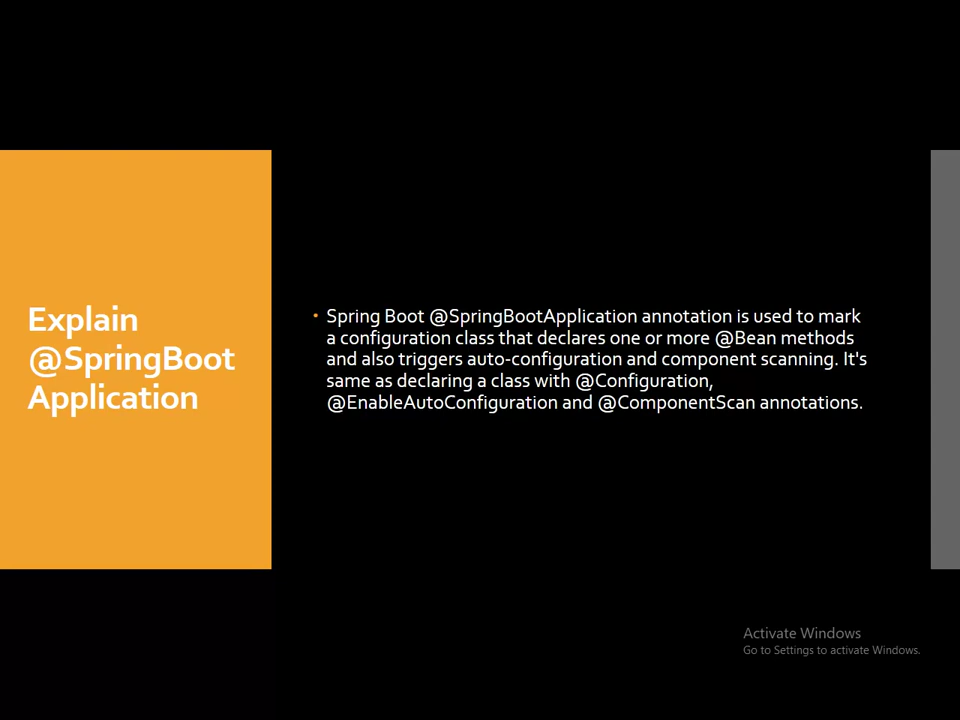 Explain
@SpringBoot
Application
• Spring Boot @SpringBootApplication annotation is used to mark
a configuration class that declares one or more @Bean methods
and also triggers auto-configuration and component scanning. It's
same as declaring a class with @Configuration,
@EnableAutoConfiguration and @ComponentScan annotations.
Activate Windows
Go to Settings to activate Windows.